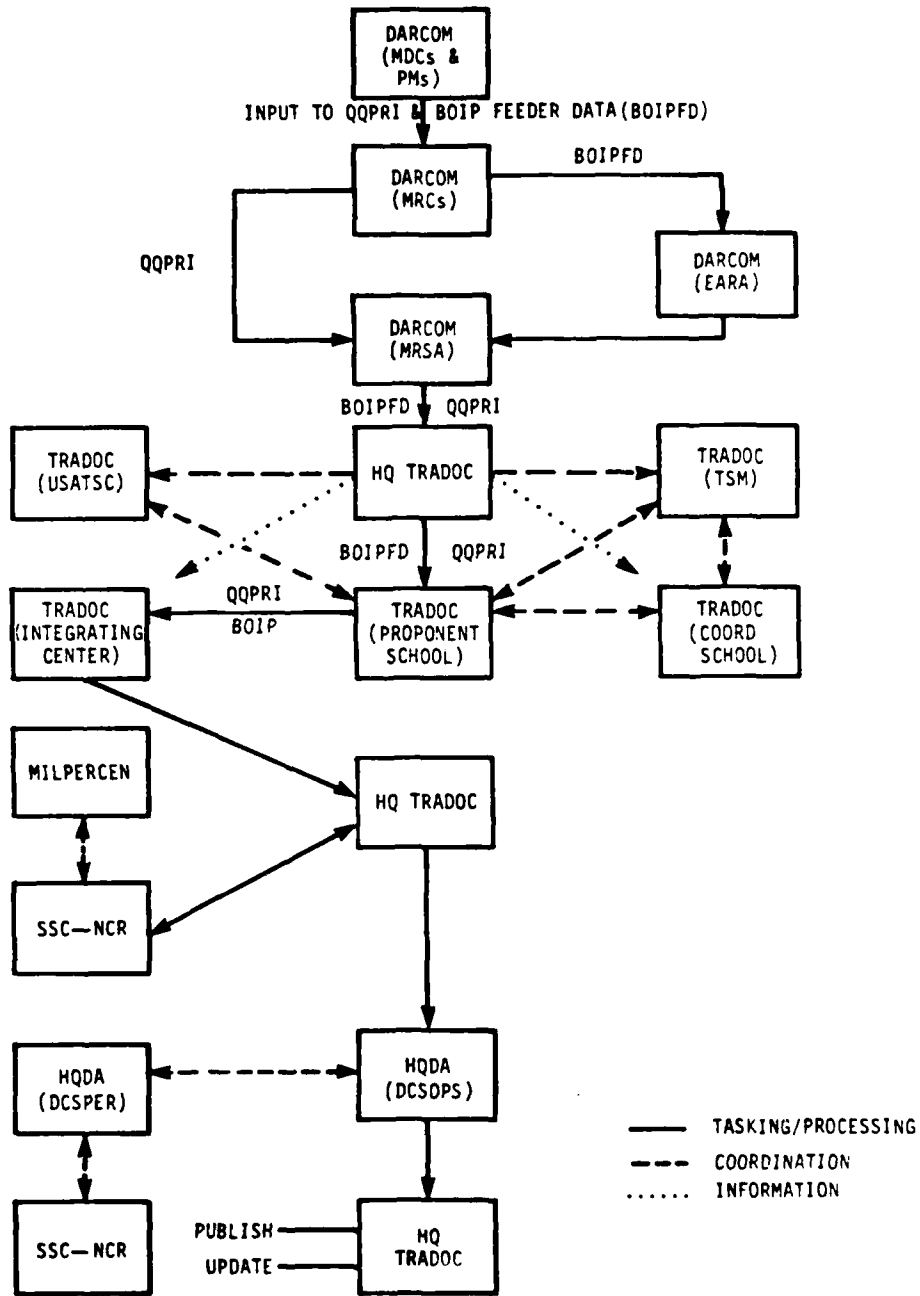 DARCOM
(MDCs &
PMs)
INPUT TO QQPRI & BOIP FEEDER DATA(BOIPFD)
BOIPFD
DARCOM
(MRCs)
QQPRI
DARCOM
(EARA)
DARCOM
(MRSA)
BOIPFD QQPRI
TRADOC
(USATSC)
HQ TRADOC
TRADOC
(TSM)
BOIPFD QQPRI
QQPRI
BOIP
TRADOC
(INTEGRATING
CENTER)
TRADOC
(PROPONENT
SCHOOL)
TRADOC
(COORD
SCHOOL)
MILPERCEN
HQ TRADOC
SSC—NCR
HQDA
(DCSPER)
HQDA
(DCSOPS)
TASKING/PROCESSING
COORDINATION
INFORMATION
SSC—NCR
PUBLISH
UPDATE
HQ
TRADOC